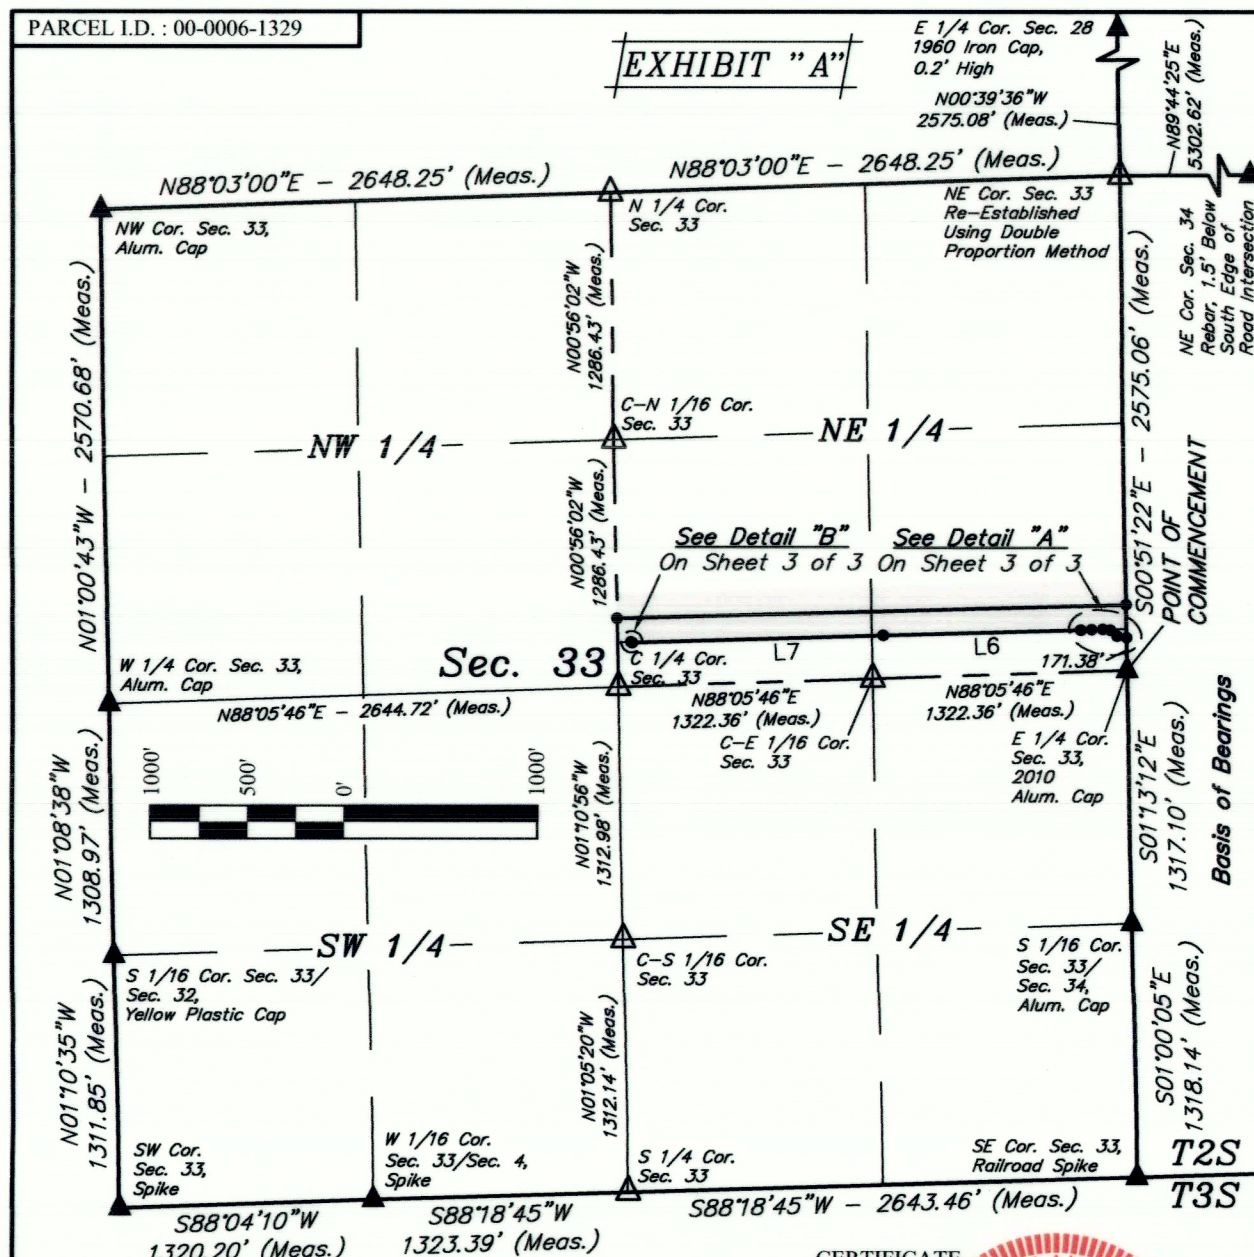 PARCEL I.D. : 00-0006-1329
EXHIBIT "A"
E 1/4 Cor. Sec. 28
1960 Iron Cap,
0.2' High
N00°39'36"W
2575.08' (Meas.)
N89°44'25"E
5302.62' (Meas.)
N88°03'00"E - 2648.25' (Meas.)
N88°03'00"E - 2648.25' (Meas.)
NW Cor. Sec. 33,
Alum. Cap
N 1/4 Cor.
Sec. 33
NE Cor. Sec. 33
Re-Established
Using Double
Proportion Method
NE Cor. Sec. 34
Rebar, 1.5' Below
South Edge of
Road Intersection
N01°00'43"W - 2570.68' (Meas.)
N00°56'02"W
1286.43' (Meas.)
S00°51'22"E - 2575.06' (Meas.)
C-N 1/16 Cor.
Sec. 33
NW 1/4
NE 1/4
N00°56'02"W
1286.43' (Meas.)
See Detail "B"
On Sheet 3 of 3
See Detail "A"
On Sheet 3 of 3
POINT OF
COMMENCEMENT
W 1/4 Cor. Sec. 33,
Alum. Cap
Sec. 33
C 1/4 Cor.
Sec. 33
L7
L6
171.38'
N88°05'46"E - 2644.72' (Meas.)
N88°05'46"E
1322.36' (Meas.)
N88°05'46"E
1322.36' (Meas.)
C-E 1/16 Cor.
Sec. 33
E 1/4 Cor.
Sec. 33,
2010
Alum. Cap
1000'
500'
0'
1000'
N01°08'38"W
1308.97' (Meas.)
N01°10'56"W
1312.98' (Meas.)
S01°13'12"E
1317.10' (Meas.)
Basis of Bearings
SW 1/4
SE 1/4
S 1/16 Cor. Sec. 33/
Sec. 32,
Yellow Plastic Cap
C-S 1/16 Cor.
Sec. 33
S 1/16 Cor.
Sec. 33/
Sec. 34,
Alum. Cap
N01°10'35"W
1311.85' (Meas.)
N01°05'20"W
1312.14' (Meas.)
S01°00'05"E
1318.14' (Meas.)
SW Cor.
Sec. 33,
Spike
W 1/16 Cor.
Sec. 33/Sec. 4,
Spike
S 1/4 Cor.
Sec. 33
SE Cor. Sec. 33,
Railroad Spike
T2S
T3S
S88°04'10"W
1320.20' (Meas.)
S88°18'45"W
1323.39' (Meas.)
S88°18'45"W - 2643.46' (Meas.)
CERTIFICATE